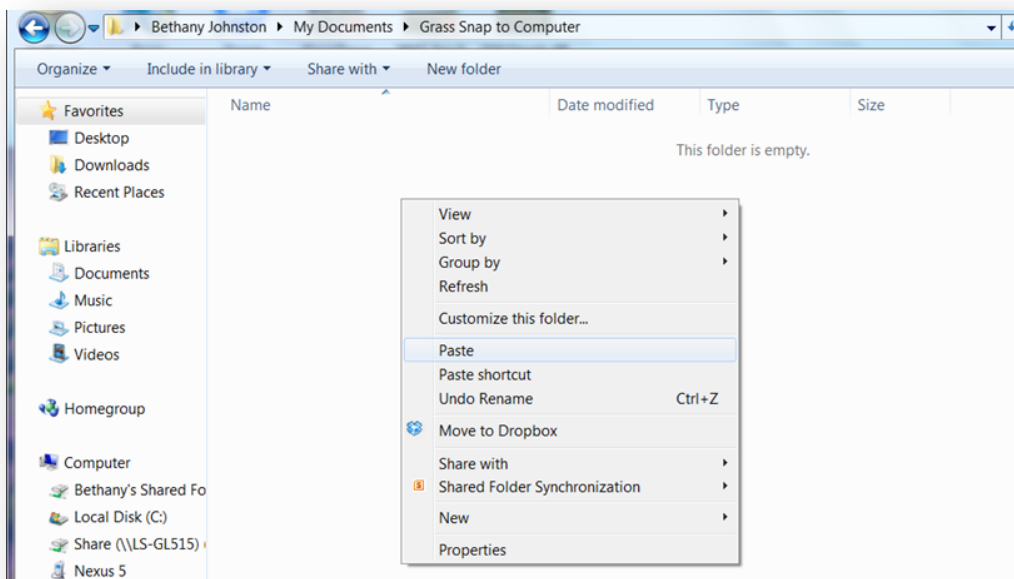 Bethany Johnston My Documents Grass Snap to Computer
Organize Include in library Share with New folder
Name Date modified Type Size
This folder is empty.
Favorites
Desktop
Downloads
Recent Places
Libraries
Documents
Music
Pictures
Videos
Homegroup
Computer
Bethany's Shared Fo
Local Disk (C:)
Share (\\LS-GL515)
Nexus 5
View
Sort by
Group by
Refresh
Customize this folder...
Paste
Paste shortcut
Undo Rename Ctrl+Z
Move to Dropbox
Share with
S Shared Folder Synchronization
New
Properties